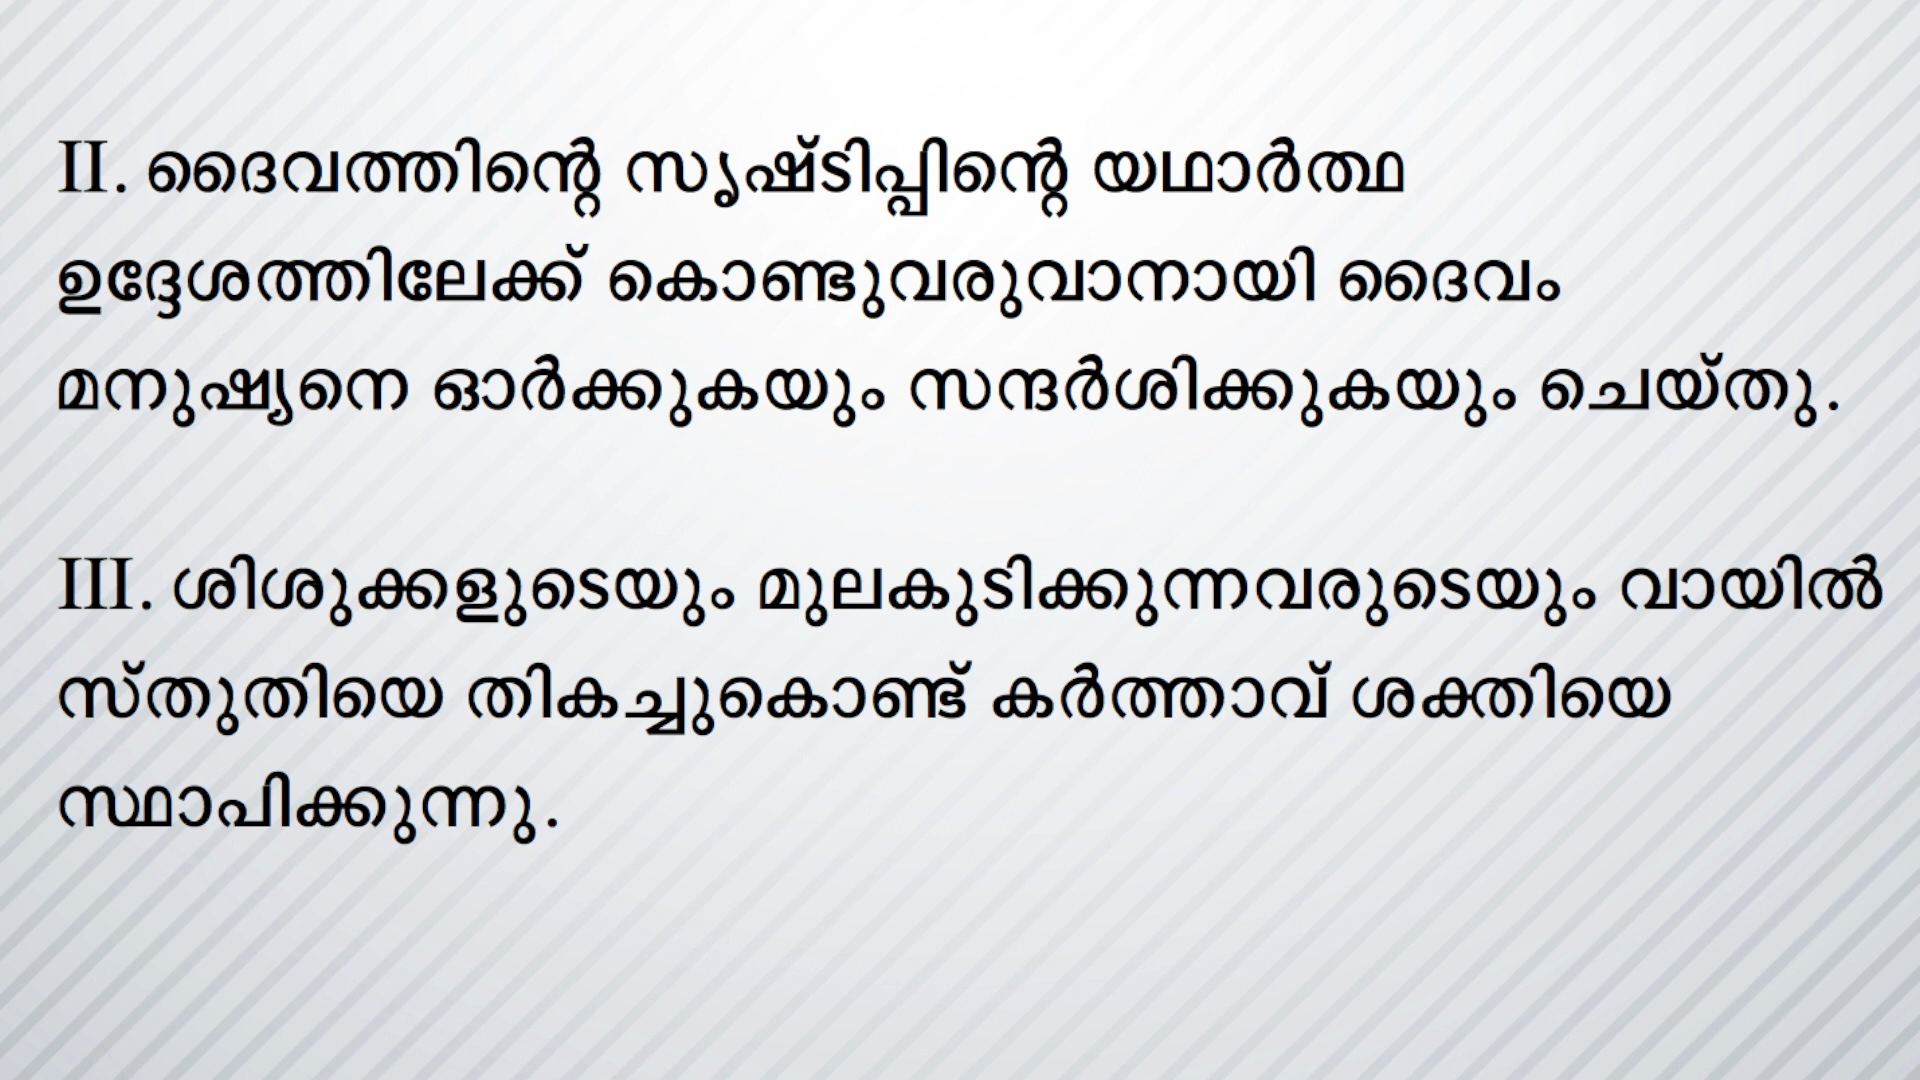 II. ദൈവത്തിന്റെ സൃഷ്ടിപ്പിന്റെ യഥാർത്ഥ
ഉദ്ദേശത്തിലേക്ക് കൊണ്ടുവരുവാനായി ദൈവം
മനുഷ്യനെ ഓർക്കുകയും സന്ദർശിക്കുകയും ചെയ്തു.
III. ശിശുക്കളുടെയും മുലകുടിക്കുന്നവരുടെയും വായിൽ
സ്തുതിയെ തികച്ചുകൊണ്ട് കർത്താവ് ശക്തിയെ
സ്ഥാപിക്കുന്നു.